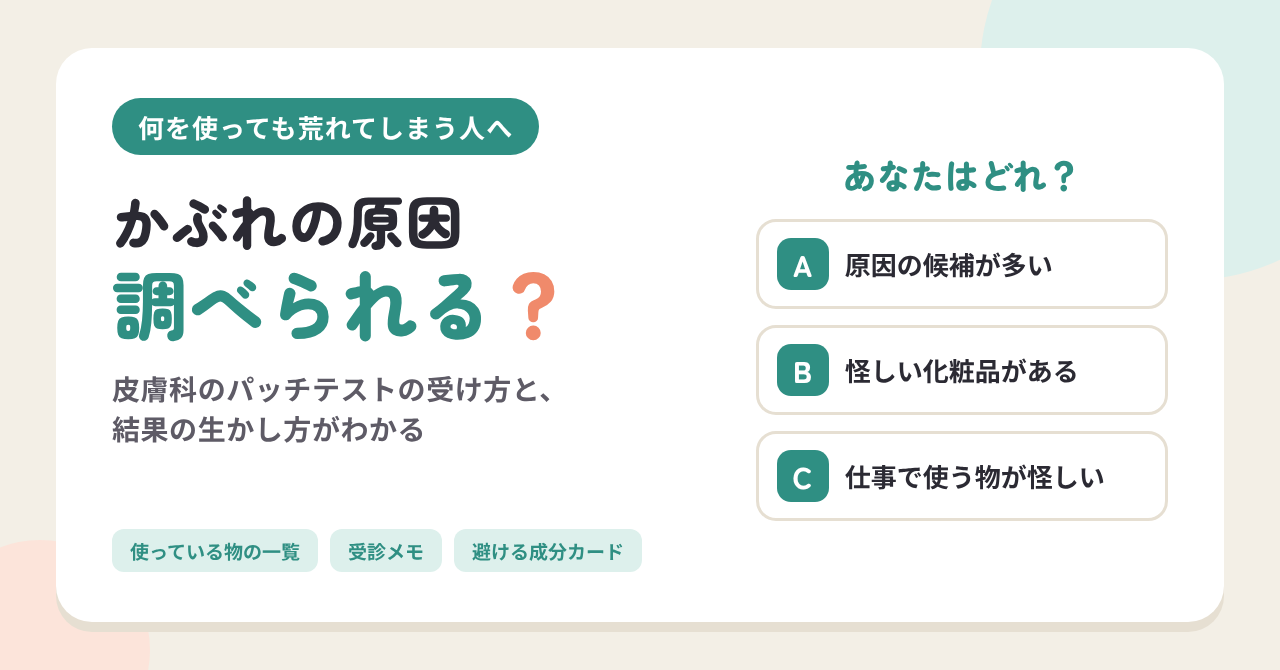 何を使っても荒れてしまう人へ
かぶれの原因
調べられる？
皮膚科のパッチテストの受け方と、
結果の生かし方がわかる
使っている物の一覧
受診メモ
避ける成分カード
あなたはどれ？
A 原因の候補が多い
B 怪しい化粧品がある
C 仕事で使う物が怪しい